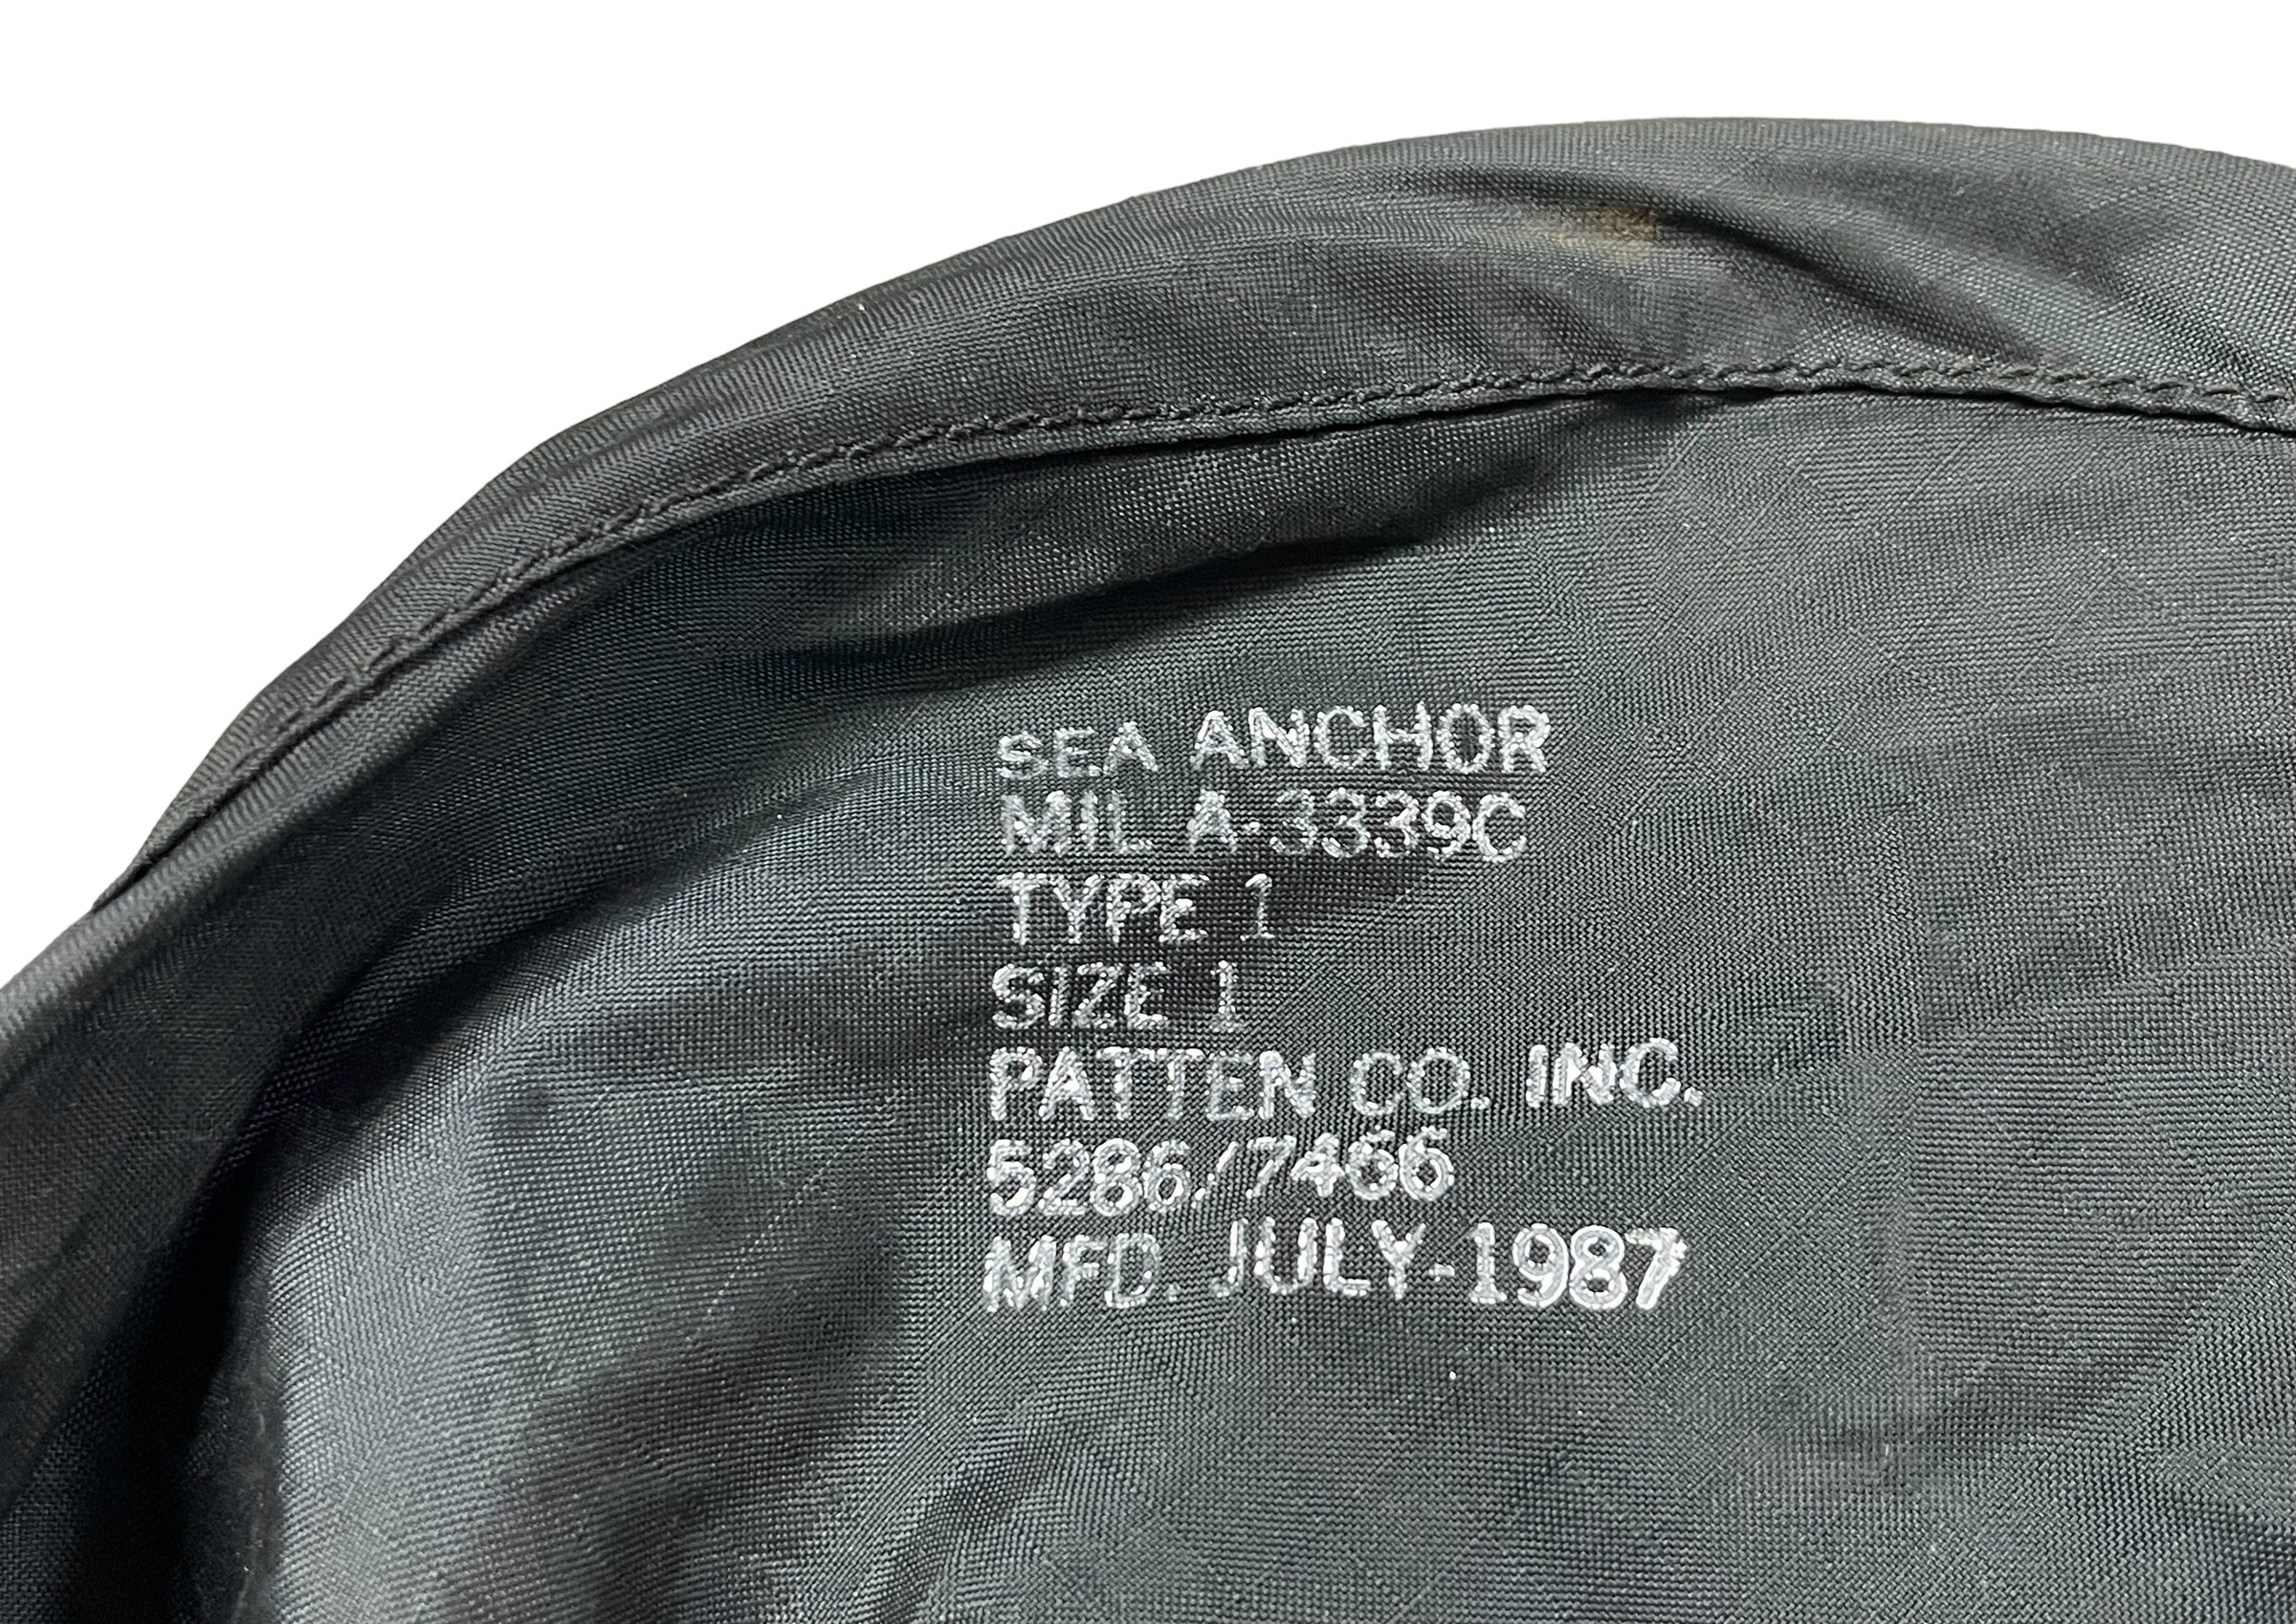 SEA ANCHOR
MIL A-3339C
TYPE 1
SIZE 1
PATTEN CO. INC.
5286/7466
MFD. JULY-1987